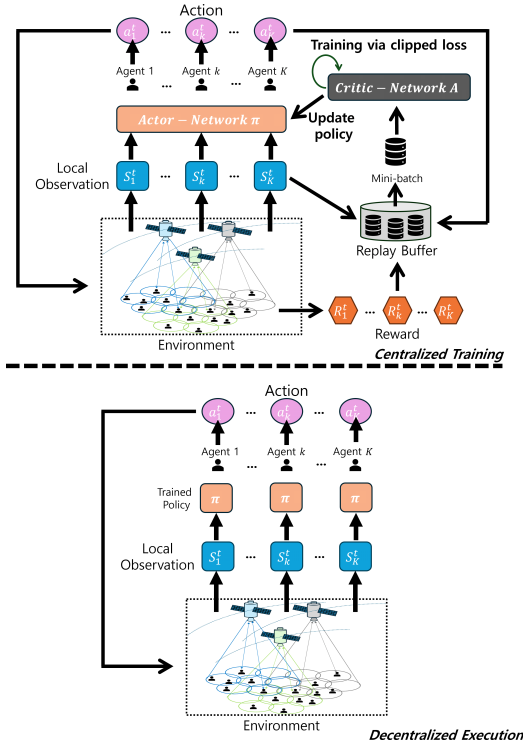 Action
a_1^t ... a_k^t ... a_K^t
Training via clipped loss
Agent 1 Agent k Agent K
... ...
Critic − Network A
Actor − Network π
Update
policy
Local
Observation
S_1^t ... S_k^t ... S_K^t
Mini-batch
Replay Buffer
R_1^t ... R_k^t ... R_K^t
Reward
Environment
Centralized Training
Action
a_1^t ... a_k^t ... a_K^t
Agent 1 Agent k Agent K
... ...
Trained
Policy
π π π
Local
Observation
S_1^t ... S_k^t ... S_K^t
Environment
Decentralized Execution